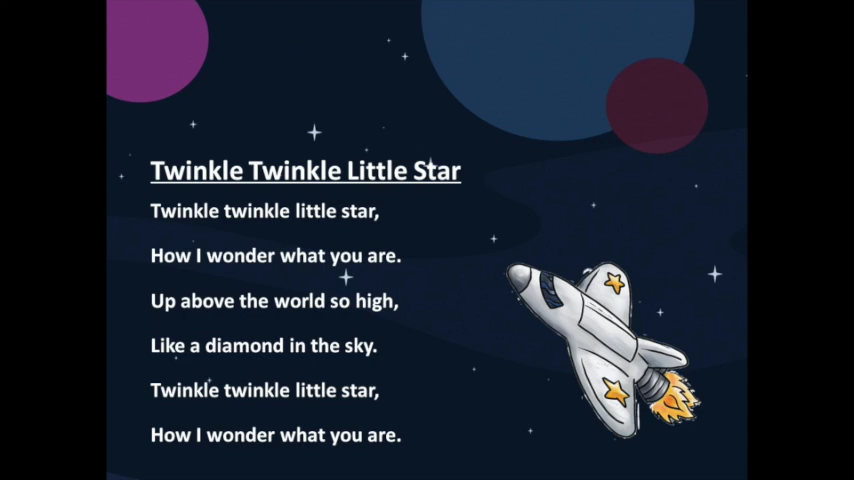 Twinkle Twinkle Little Star
Twinkle twinkle little star,
How I wonder what you are.
Up above the world so high,
Like a diamond in the sky.
Twinkle twinkle little star,
How I wonder what you are.